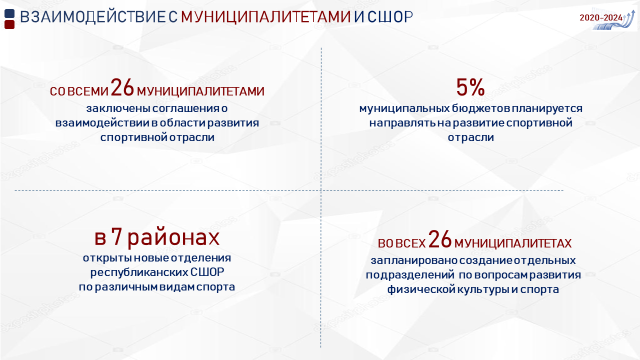 ВЗАИМОДЕЙСТВИЕ С МУНИЦИПАЛИТЕТАМИ И СШОР
2020-2024
СО ВСЕМИ 26 МУНИЦИПАЛИТЕТАМИ
заключены соглашения о
взаимодействии в области развития
спортивной отрасли
5%
муниципальных бюджетов планируется
направлять на развитие спортивной
отрасли
в 7 районах
открыты новые отделения
республиканских СШОР
по различным видам спорта
ВО ВСЕХ 26 МУНИЦИПАЛИТЕТАХ
запланировано создание отдельных
подразделений по вопросам развития
физической культуры и спорта